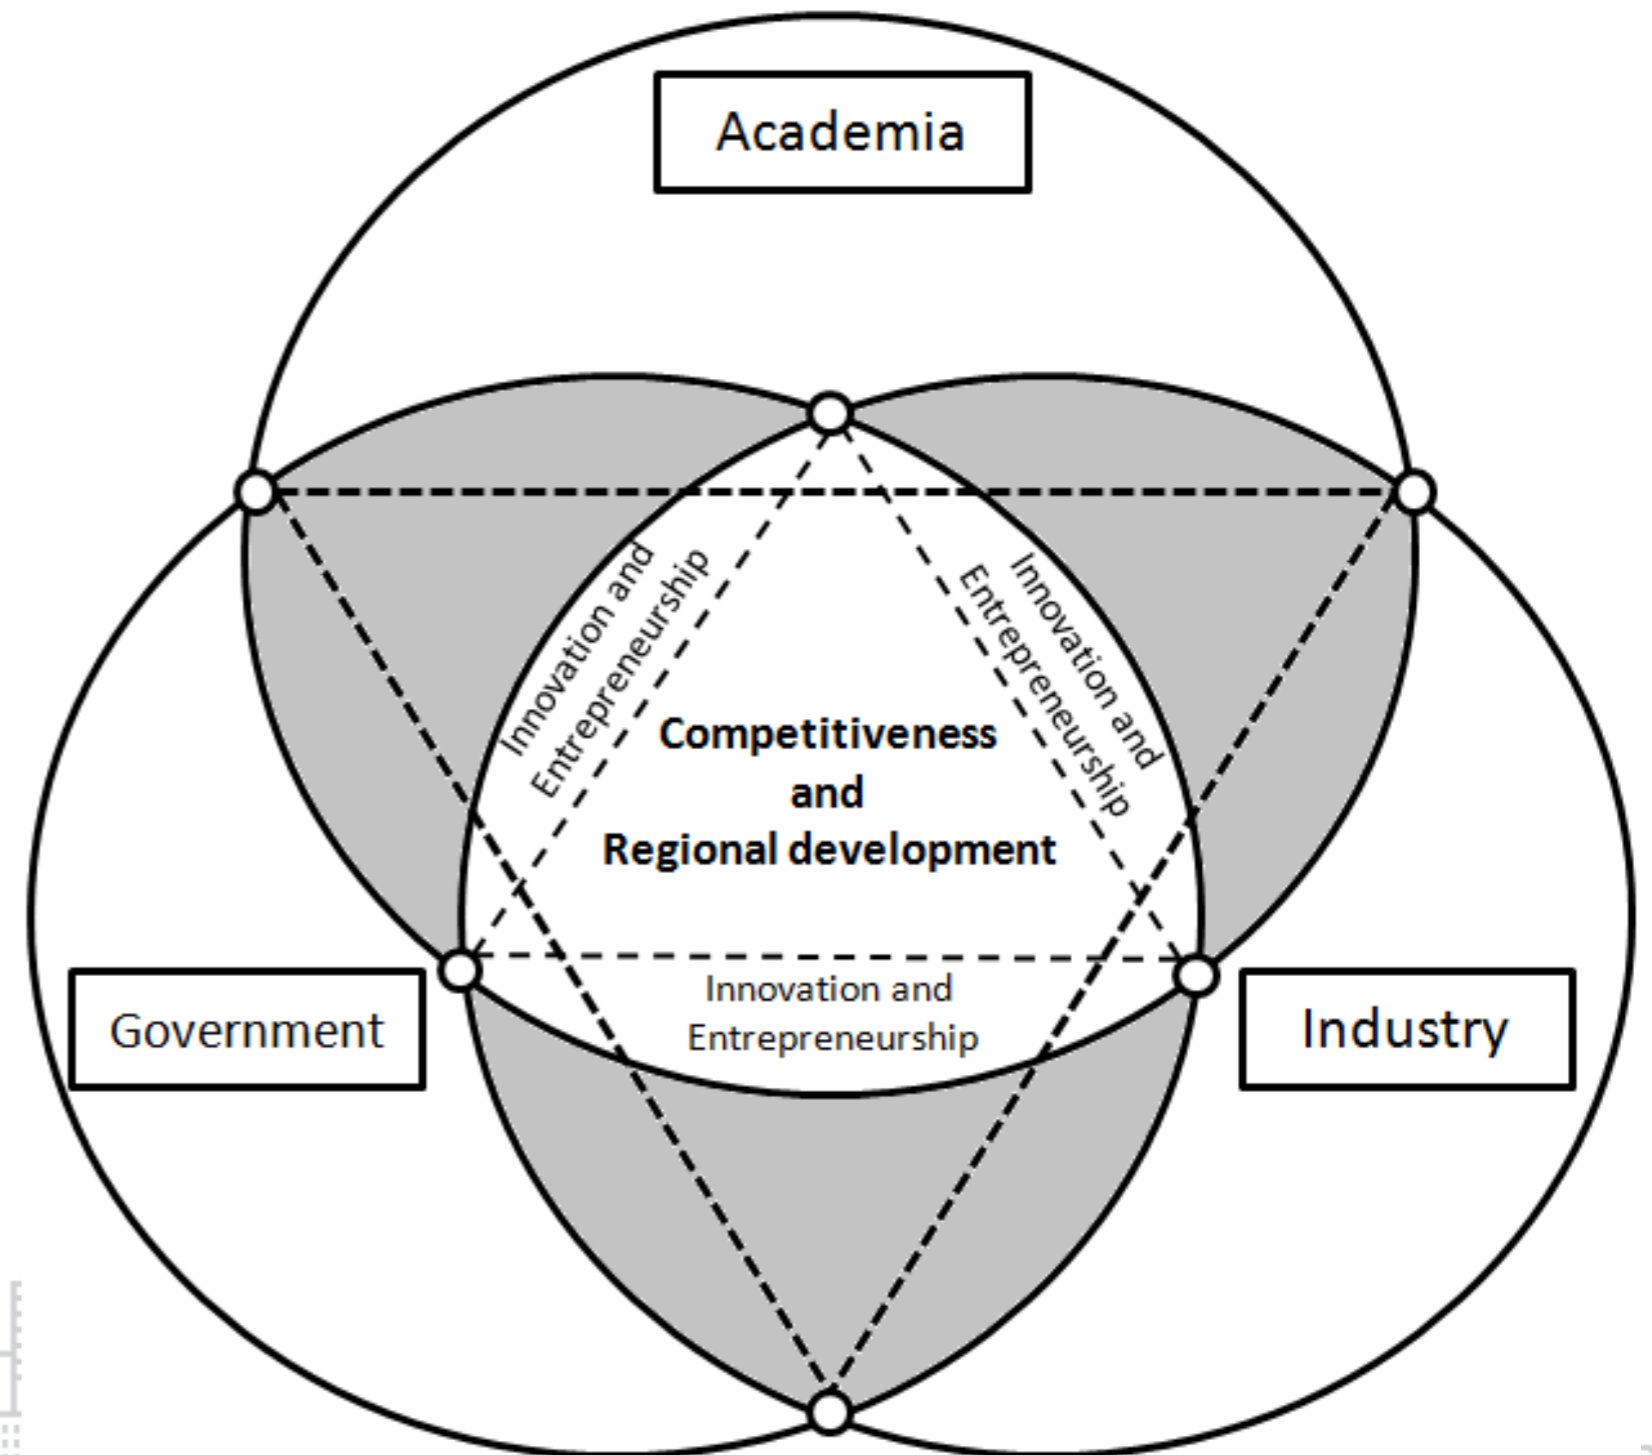 Academia
Innovation and
Entrepreneurship
Innovation and
Entrepreneurship
Competitiveness
and
Regional development
Government
Innovation and
Entrepreneurship
Industry